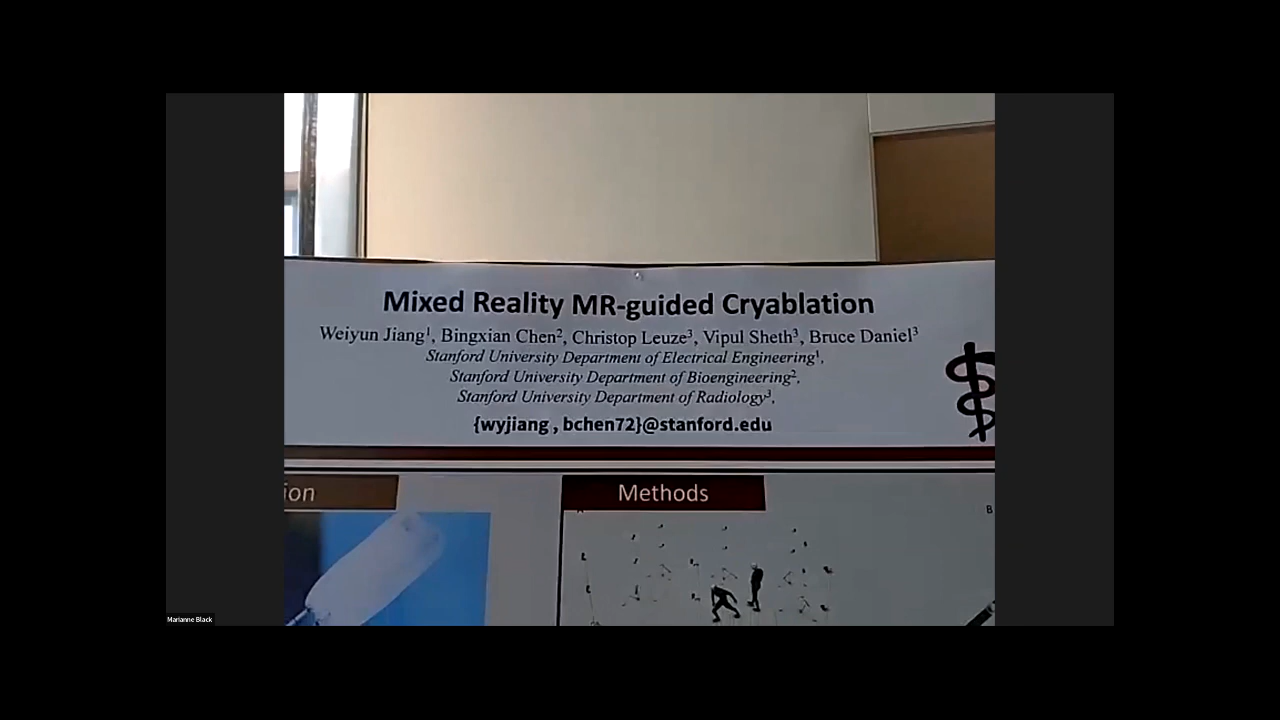 Mixed Reality MR-guided Cryablation
Weiyun Jiang¹, Bingxian Chen², Christop Leuze³, Vipul Sheth³, Bruce Daniel³
Stanford University Department of Electrical Engineering¹,
Stanford University Department of Bioengineering²,
Stanford University Department of Radiology³,
{wyjiang , bchen72}@stanford.edu
ion
Methods
B
Marianne Black